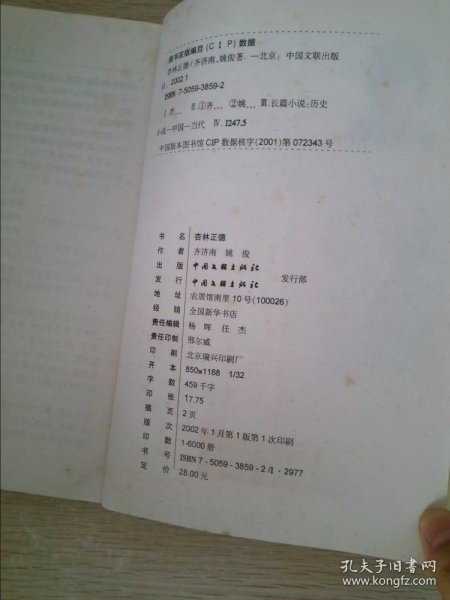 图书在版编目(CIP)数据
杏林正德/齐济南,姚俊著.—北京:中国文联出版
社,2002.1
ISBN 7-5059-3859-2
Ⅰ.杏… Ⅱ.①齐… ②姚… Ⅲ.长篇小说:历史
小说—中国—当代 Ⅳ.I247.5
中国版本图书馆CIP数据核字(2001)第072343号
书名 杏林正德
作者 齐济南 姚俊
出版 中国文联出版社
发行 中国文联出版社 发行部
地址 农展馆南里10号(100026)
经销 全国新华书店
责任编辑 杨晖 任杰
责任印制 邢尔威
印刷 北京瑞兴印刷厂
开本 850×1168 1/32
字数 459千字
印张 17.75
插页 2页
版次 2002年1月第1版第1次印刷
印数 1-6000册
书号 ISBN 7-5059-3859-2/I·2977
定价 28.00元
孔夫子旧书网
www.kongfz.com